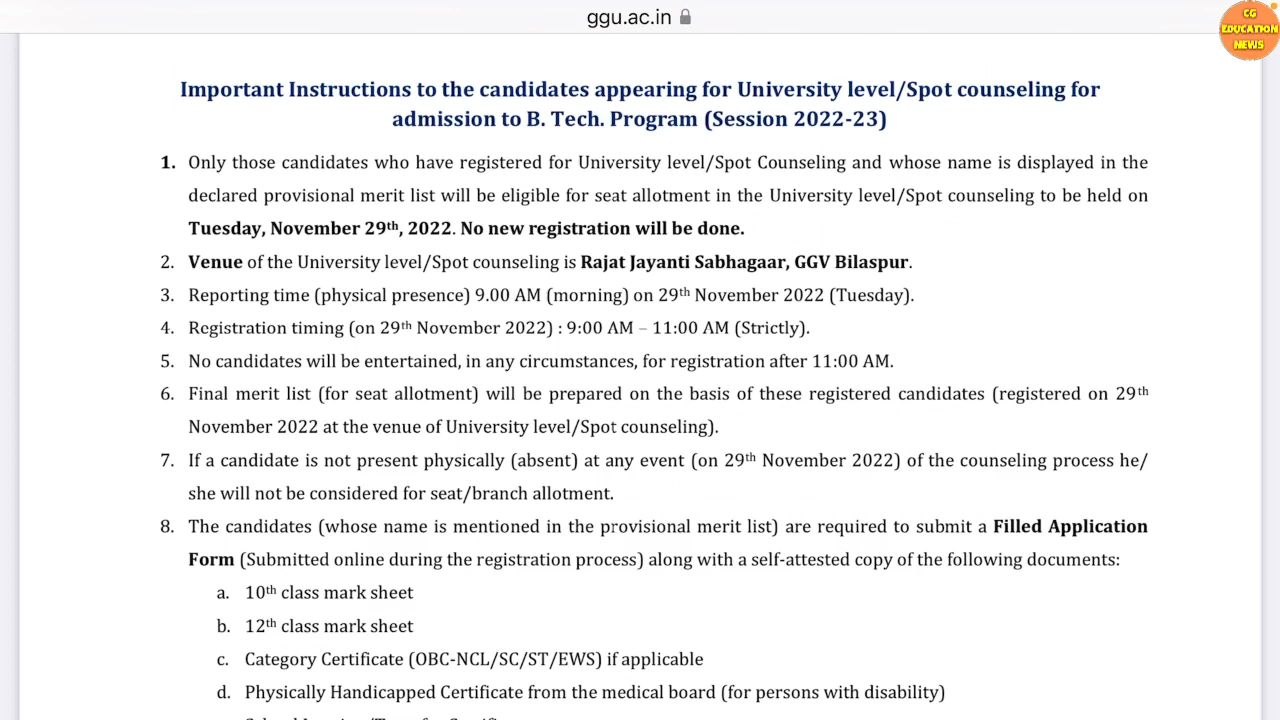 ggu.ac.in
CG
EDUCATION
NEWS
Important Instructions to the candidates appearing for University level/Spot counseling for
admission to B. Tech. Program (Session 2022-23)
1. Only those candidates who have registered for University level/Spot Counseling and whose name is displayed in the
declared provisional merit list will be eligible for seat allotment in the University level/Spot counseling to be held on
Tuesday, November 29th, 2022. No new registration will be done.
2. Venue of the University level/Spot counseling is Rajat Jayanti Sabhagaar, GGV Bilaspur.
3. Reporting time (physical presence) 9.00 AM (morning) on 29th November 2022 (Tuesday).
4. Registration timing (on 29th November 2022) : 9:00 AM – 11:00 AM (Strictly).
5. No candidates will be entertained, in any circumstances, for registration after 11:00 AM.
6. Final merit list (for seat allotment) will be prepared on the basis of these registered candidates (registered on 29th
November 2022 at the venue of University level/Spot counseling).
7. If a candidate is not present physically (absent) at any event (on 29th November 2022) of the counseling process he/
she will not be considered for seat/branch allotment.
8. The candidates (whose name is mentioned in the provisional merit list) are required to submit a Filled Application
Form (Submitted online during the registration process) along with a self-attested copy of the following documents:
a. 10th class mark sheet
b. 12th class mark sheet
c. Category Certificate (OBC-NCL/SC/ST/EWS) if applicable
d. Physically Handicapped Certificate from the medical board (for persons with disability)